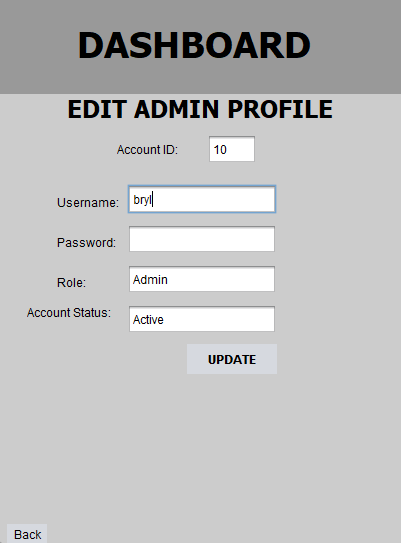 DASHBOARD
EDIT ADMIN PROFILE
Account ID: 10
Username: bryl
Password:
Role: Admin
Account Status: Active
UPDATE
Back